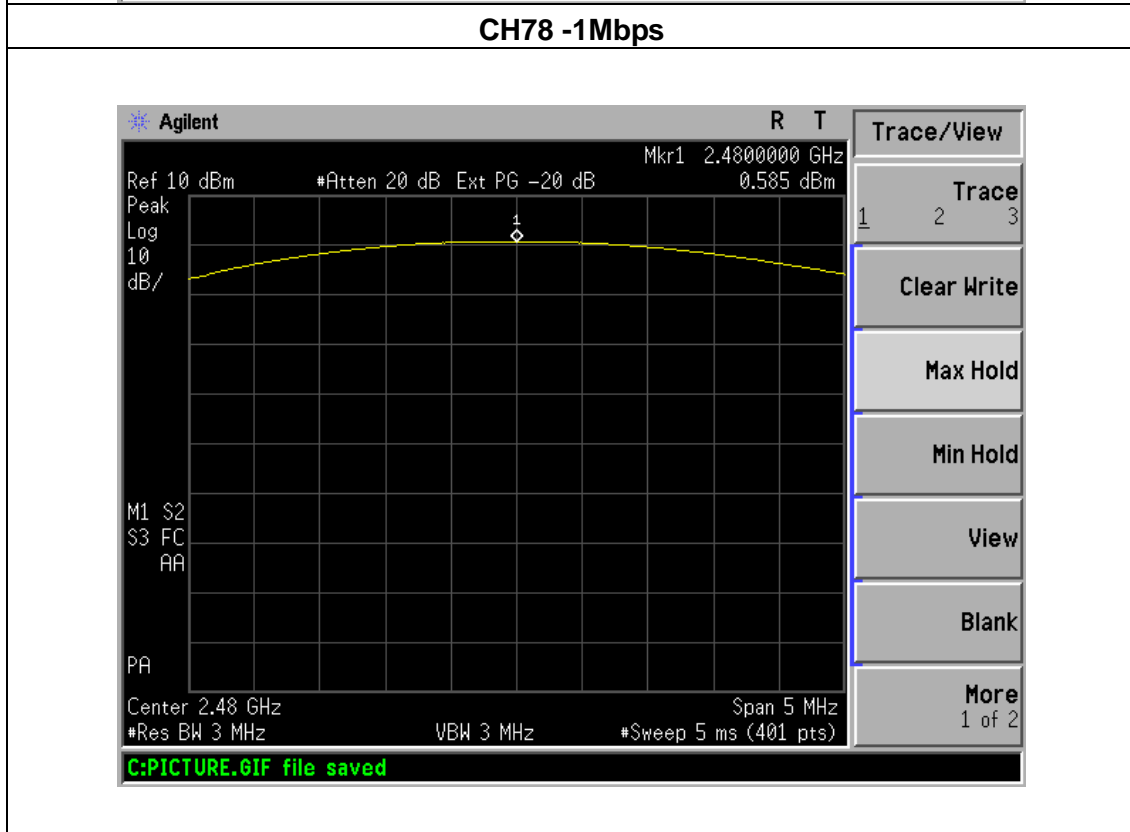 CH78 -1Mbps
Agilent
R T
Mkr1 2.4800000 GHz
Ref 10 dBm #Atten 20 dB Ext PG -20 dB 0.585 dBm
Peak
Log
10
dB/
1
M1 S2
S3 FC
AA
PA
Center 2.48 GHz Span 5 MHz
#Res BW 3 MHz VBW 3 MHz #Sweep 5 ms (401 pts)
C:PICTURE.GIF file saved
Trace/View
Trace
1 2 3
Clear Write
Max Hold
Min Hold
View
Blank
More
1 of 2